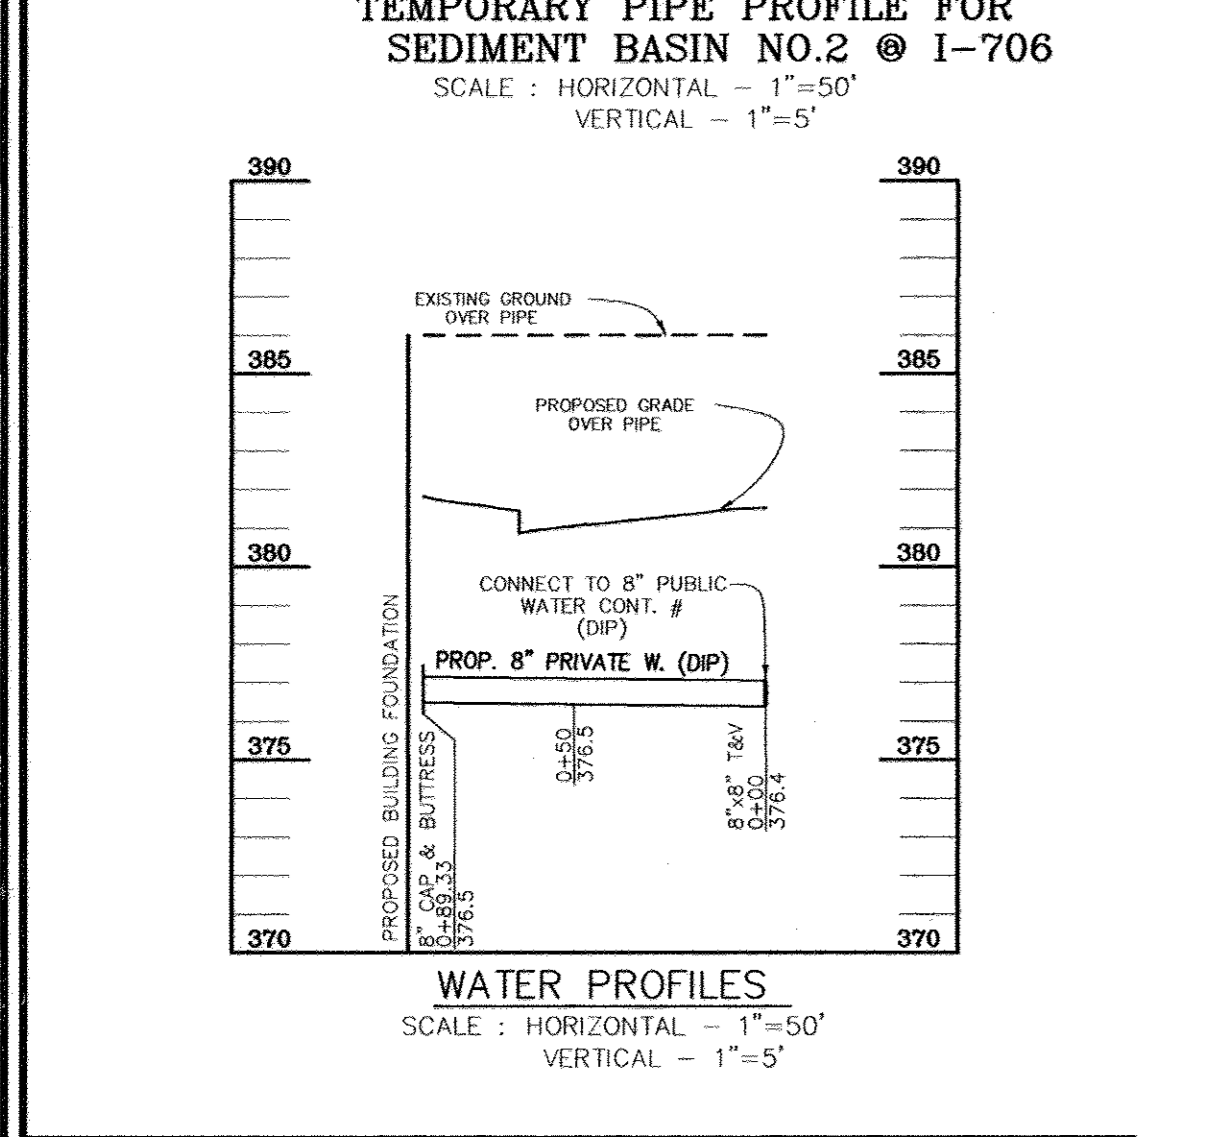 TEMPORARY PIPE PROFILE FOR
SEDIMENT BASIN NO.2 @ I-706
SCALE : HORIZONTAL - 1"=50'
VERTICAL - 1"=5'
390
390
EXISTING GROUND
OVER PIPE
385
385
PROPOSED GRADE
OVER PIPE
380
380
CONNECT TO 8" PUBLIC
WATER CONT. #
(DIP)
PROP. 8" PRIVATE W. (DIP)
PROPOSED BUILDING FOUNDATION
8" CAP & BUTTRESS
0+89.33
376.5
0+50
376.5
8"x8" T&V
0+00
376.4
375
375
370
370
WATER PROFILES
SCALE : HORIZONTAL - 1"=50'
VERTICAL - 1"=5'